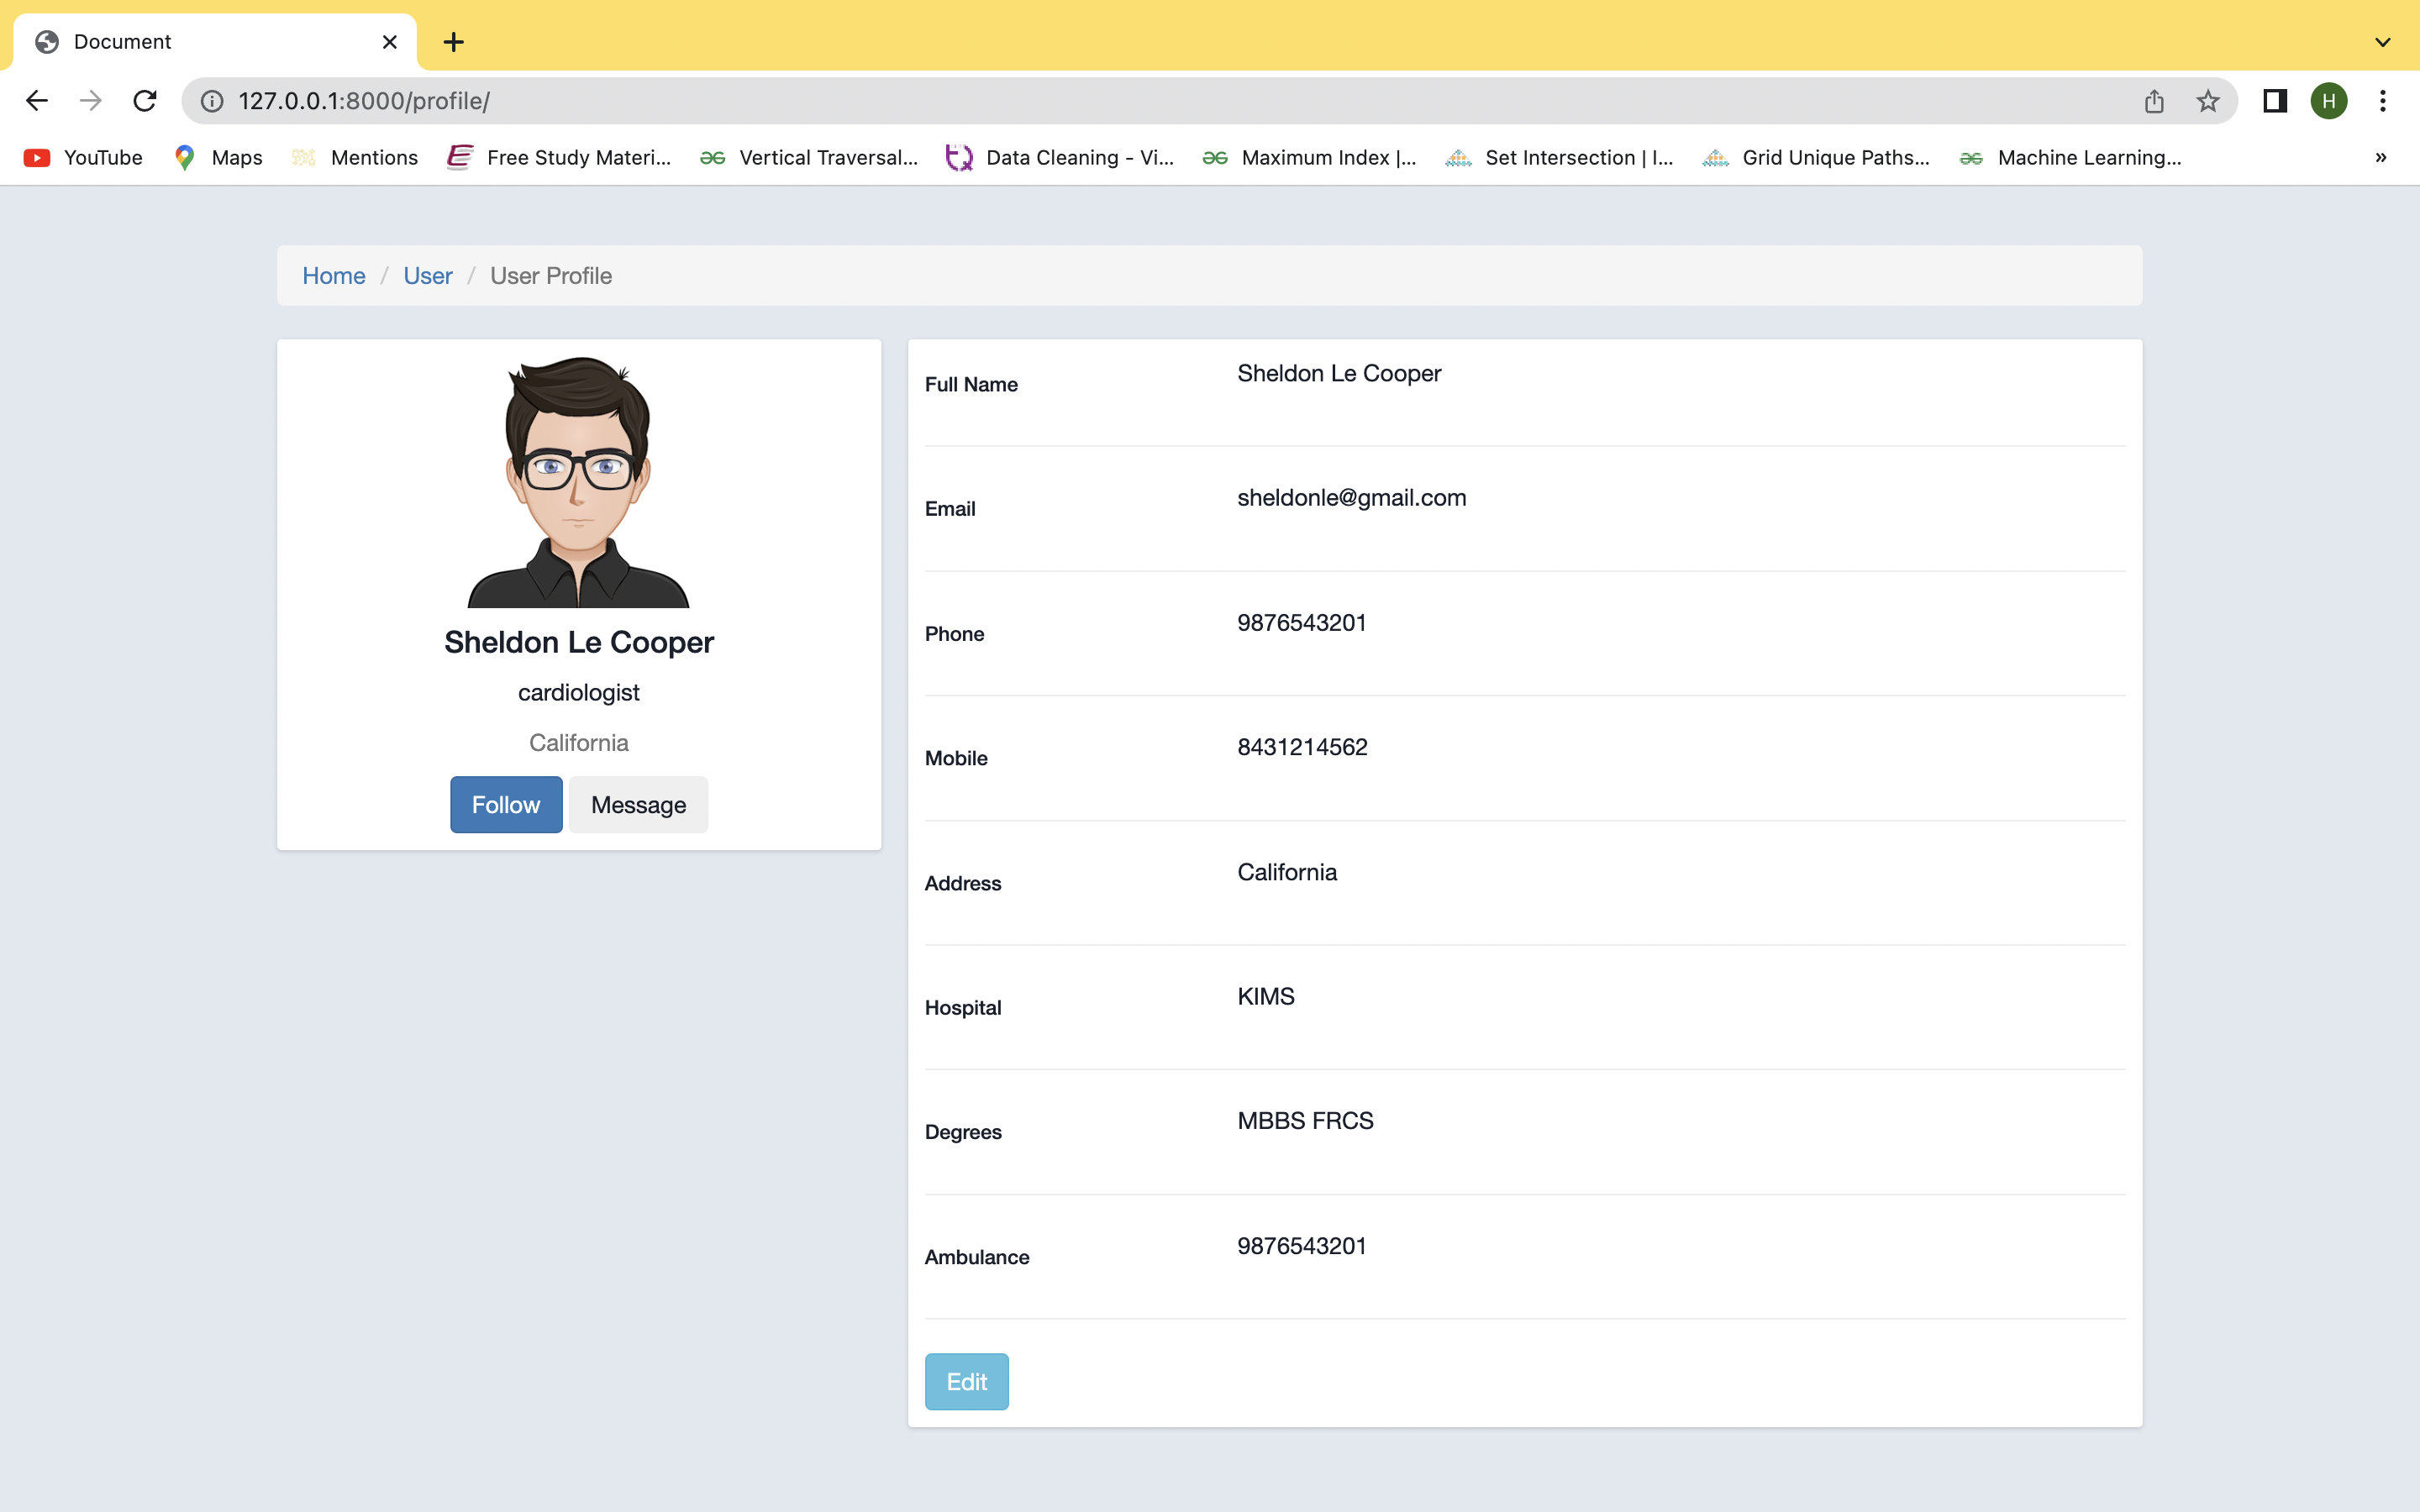 Document
127.0.0.1:8000/profile/
H
YouTube
Maps
Mentions
Free Study Materi...
Vertical Traversal...
Data Cleaning - Vi...
Maximum Index |...
Set Intersection | I...
Grid Unique Paths...
Machine Learning...
»
Home / User / User Profile
Sheldon Le Cooper
cardiologist
California
Follow Message
Full Name Sheldon Le Cooper
Email sheldonle@gmail.com
Phone 9876543201
Mobile 8431214562
Address California
Hospital KIMS
Degrees MBBS FRCS
Ambulance 9876543201
Edit